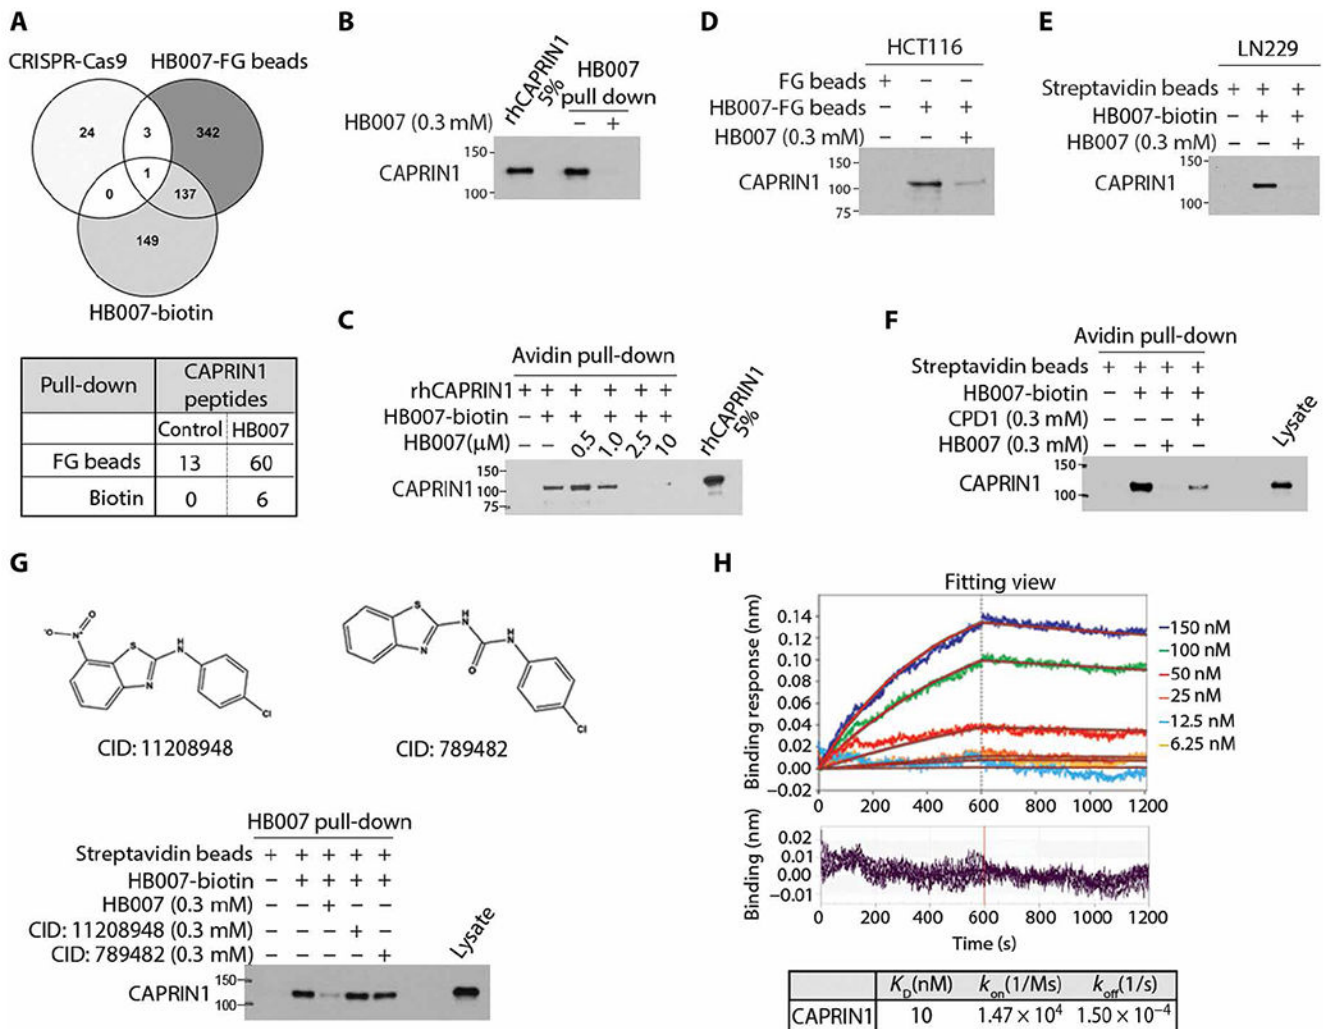 A
CRISPR-Cas9 HB007-FG beads
24 3 342
1
0 137
149
HB007-biotin
Pull-down CAPRIN1 peptides
Control HB007
FG beads 13 60
Biotin 0 6
B
rhCAPRIN1 5%
HB007 pull down
HB007 (0.3 mM) − +
150
CAPRIN1
100
C
Avidin pull-down
rhCAPRIN1 + + + + + +
HB007-biotin − + + + + +
HB007(μM) − − 0.5 1.0 2.5 10
rhCAPRIN1 5%
150
CAPRIN1 100
75
D
HCT116
FG beads + − −
HB007-FG beads − + +
HB007 (0.3 mM) − − +
150
CAPRIN1 100
75
E
LN229
Streptavidin beads + + +
HB007-biotin − + +
HB007 (0.3 mM) − − +
150
CAPRIN1
100
F
Avidin pull-down
Streptavidin beads + + + +
HB007-biotin − + + +
CPD1 (0.3 mM) − − − +
HB007 (0.3 mM) − − + −
Lysate
150
CAPRIN1
100
G
O
−O N+
S H N
N
Cl
CID: 11208948
S H N H N
N O
Cl
CID: 789482
HB007 pull-down
Streptavidin beads + + + + +
HB007-biotin − + + + +
HB007 (0.3 mM) − − + − −
CID: 11208948 (0.3 mM) − − − + −
CID: 789482 (0.3 mM) − − − − +
Lysate
150
CAPRIN1
100
H
Fitting view
Binding response (nm)
0.14
0.10
0.08
0.06
0.04
0.02
0.00
−0.02
0 200 400 600 800 1000 1200
150 nM
100 nM
50 nM
25 nM
12.5 nM
6.25 nM
Binding (nm)
0.02
0.01
0.00
−0.01
0 200 400 600 800 1000 1200
Time (s)
KD(nM) kon(1/Ms) koff(1/s)
CAPRIN1 10 1.47 × 10⁴ 1.50 × 10⁻⁴